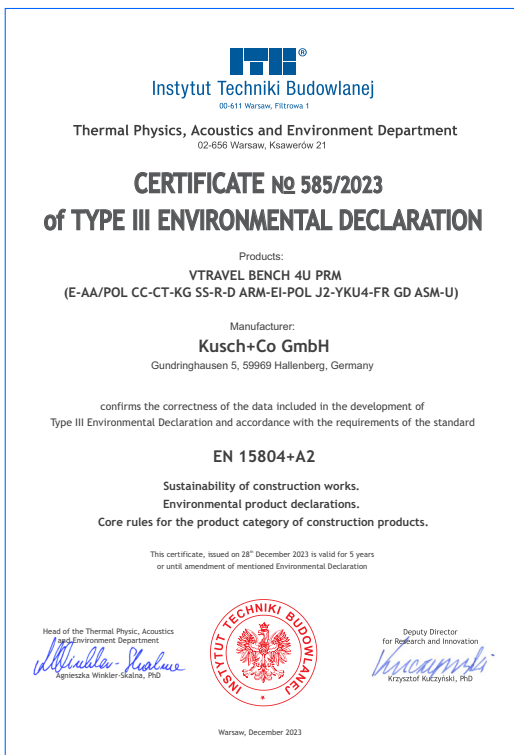 ITB®
Instytut Techniki Budowlanej
00-611 Warsaw, Filtrowa 1
Thermal Physics, Acoustics and Environment Department
02-656 Warsaw, Ksawerów 21
CERTIFICATE № 585/2023
of TYPE III ENVIRONMENTAL DECLARATION
Products:
VTRAVEL BENCH 4U PRM
(E-AA/POL CC-CT-KG SS-R-D ARM-EI-POL J2-YKU4-FR GD ASM-U)
Manufacturer:
Kusch+Co GmbH
Gundringhausen 5, 59969 Hallenberg, Germany
confirms the correctness of the data included in the development of
Type III Environmental Declaration and accordance with the requirements of the standard
EN 15804+A2
Sustainability of construction works.
Environmental product declarations.
Core rules for the product category of construction products.
This certificate, issued on 28th December 2023 is valid for 5 years
or until amendment of mentioned Environmental Declaration
Head of the Thermal Physic, Acoustics
and Environment Department
AWinkler-Skalna
Agnieszka Winkler-Skalna, PhD
INSTYTUT TECHNIKI BUDOWLANEJ
Deputy Director
for Research and Innovation
Kuczyński
Krzysztof Kuczyński, PhD
Warsaw, December 2023